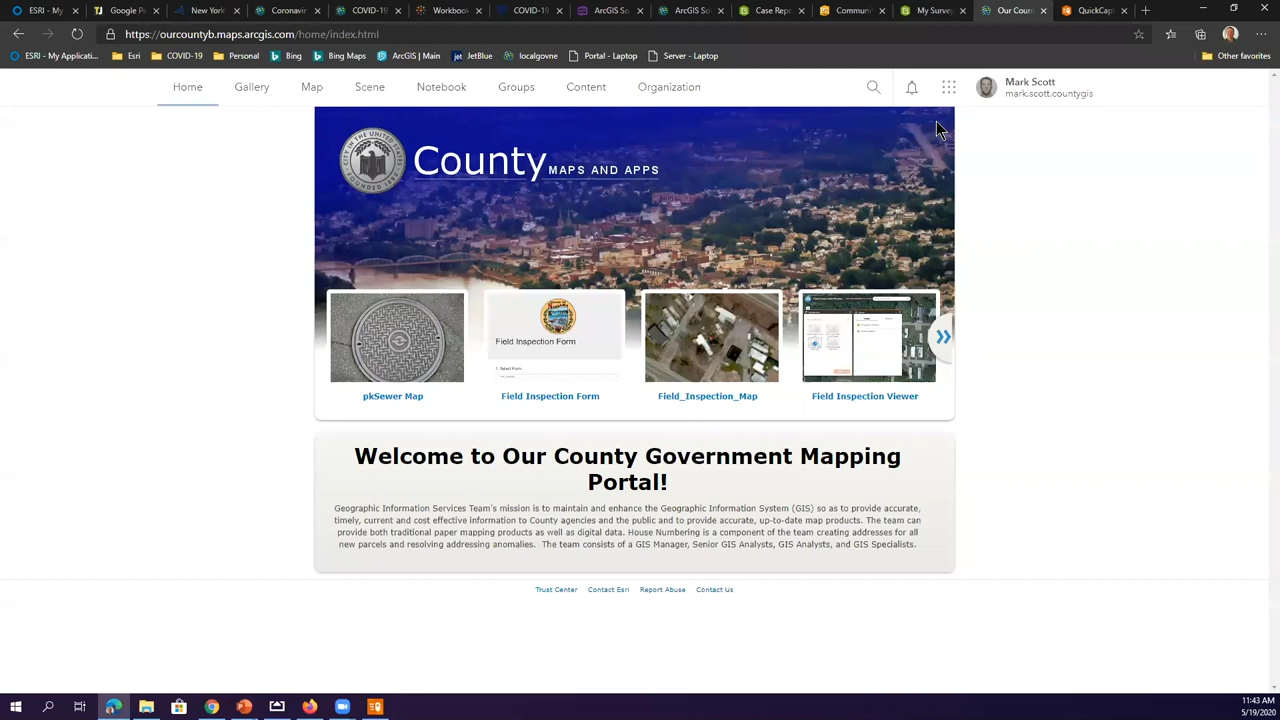 ESRI - My
Google P
New York
Coronavir
COVID-19
Workbook
COVID-19
ArcGIS So
ArcGIS So
Case Rep
Commun
My Surve
Our Coun
QuickCapt
https://ourcountyb.maps.arcgis.com/home/index.html
ESRI - My Applicati...
Esri
COVID-19
Bing
Bing Maps
ArcGIS | Main
JetBlue
localgovne
Portal - Laptop
Server - Laptop
Other favorites
Home
Gallery
Map
Scene
Notebook
Groups
Content
Organization
Mark Scott
mark.scott.countygis
County MAPS AND APPS
Field Inspection Form
pkSewer Map
Field Inspection Form
Field_Inspection_Map
Field Inspection Viewer
Welcome to Our County Government Mapping
Portal!
Geographic Information Services Team's mission is to maintain and enhance the Geographic Information System (GIS) so as to provide accurate,
timely, current and cost effective information to County agencies and the public and to provide accurate, up-to-date map products. The team can
provide both traditional paper mapping products as well as digital data. House Numbering is a component of the team creating addresses for all
new parcels and resolving addressing anomalies. The team consists of a GIS Manager, Senior GIS Analysts, GIS Analysts, and GIS Specialists.
Trust Center
Contact Esri
Report Abuse
Contact Us
11:43 AM
5/19/2020